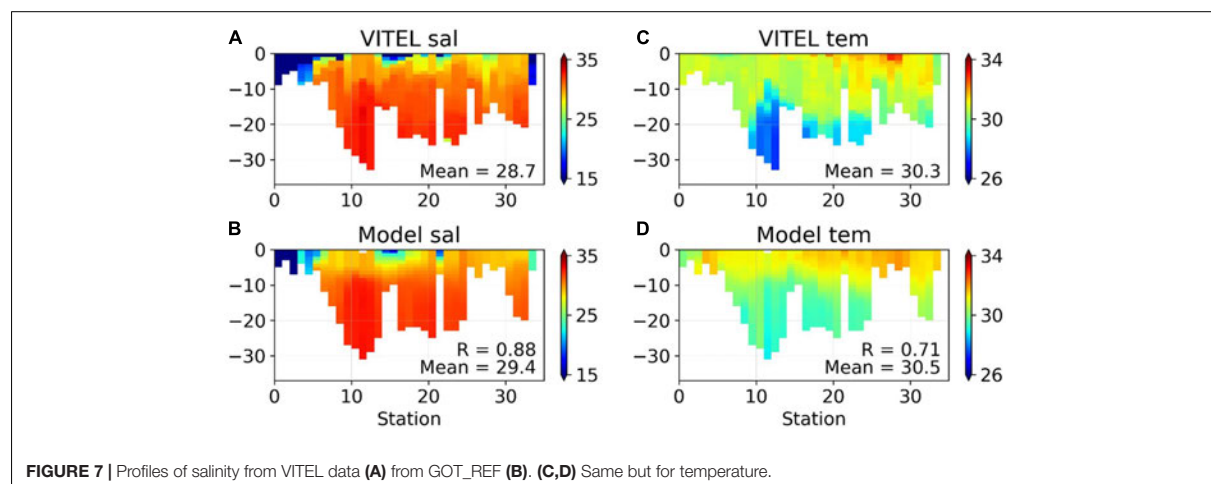 A
VITEL sal
0
−10
−20
−30
0
10
20
30
Mean = 28.7
35
25
15
C
VITEL tem
0
−10
−20
−30
0
10
20
30
Mean = 30.3
34
30
26
B
Model sal
0
−10
−20
−30
0
10
20
30
R = 0.88
Mean = 29.4
Station
35
25
15
D
Model tem
0
−10
−20
−30
0
10
20
30
R = 0.71
Mean = 30.5
Station
34
30
26
FIGURE 7 | Profiles of salinity from VITEL data (A) from GOT_REF (B). (C,D) Same but for temperature.